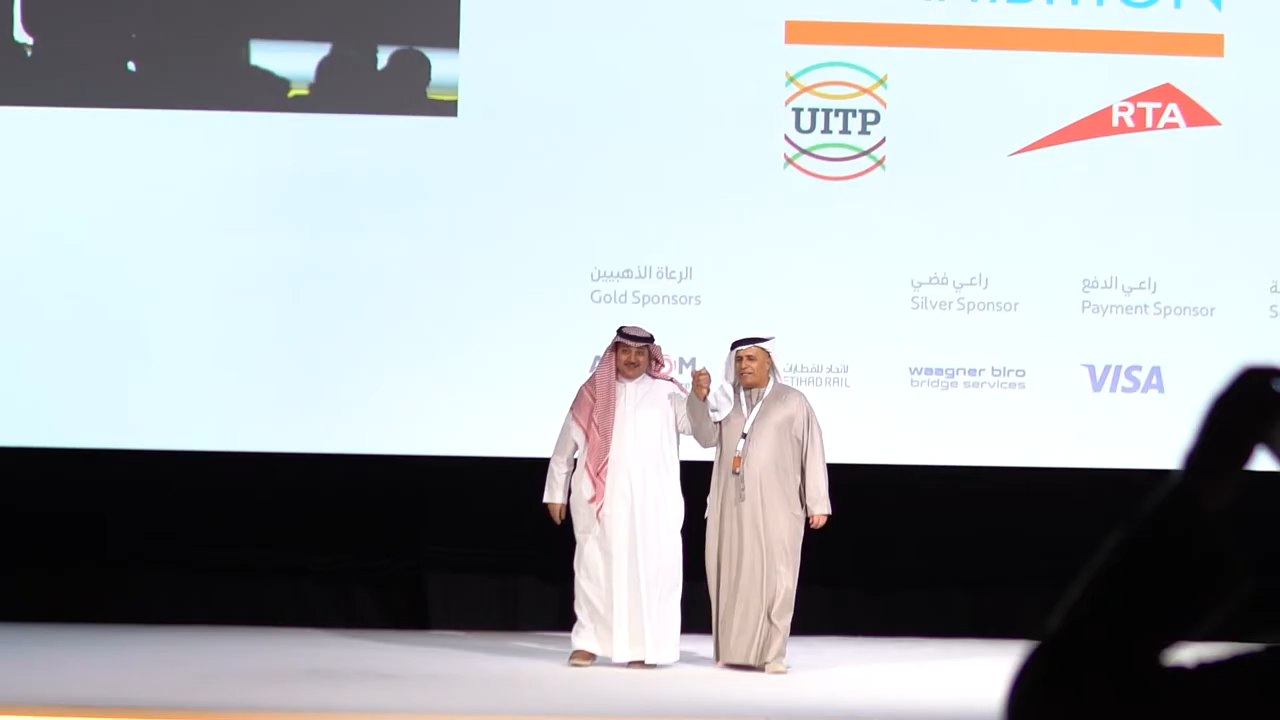 UITP
RTA
الرعاة الذهبيين
Gold Sponsors
راعي فضي
Silver Sponsor
راعي الدفع
Payment Sponsor
لاتحاد للقطارات
ETIHAD RAIL
waagner biro
bridge services
VISA